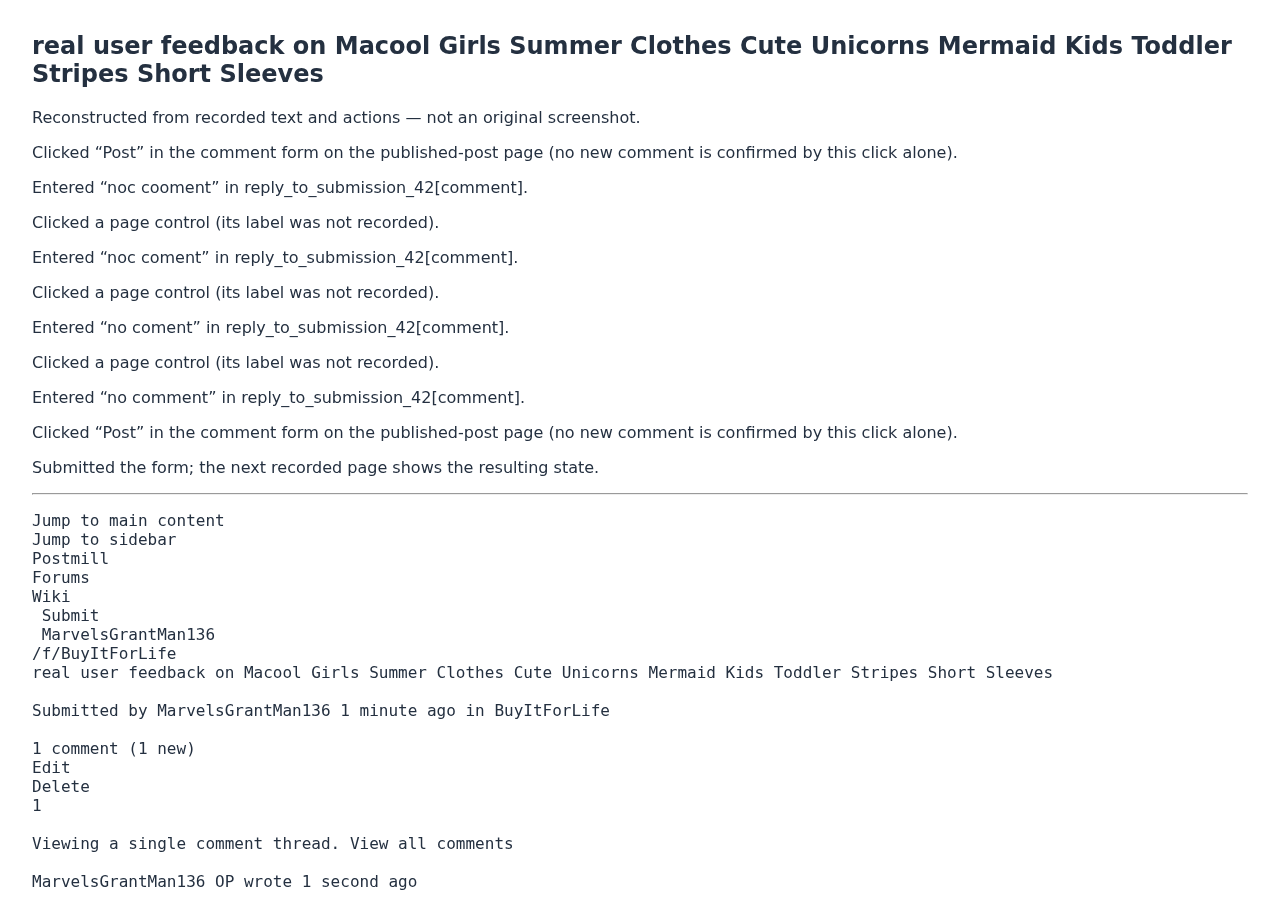 real user feedback on Macool Girls Summer Clothes Cute Unicorns Mermaid Kids Toddler
Stripes Short Sleeves
Reconstructed from recorded text and actions — not an original screenshot.
Clicked “Post” in the comment form on the published-post page (no new comment is confirmed by this click alone).
Entered “noc cooment” in reply_to_submission_42[comment].
Clicked a page control (its label was not recorded).
Entered “noc coment” in reply_to_submission_42[comment].
Clicked a page control (its label was not recorded).
Entered “no coment” in reply_to_submission_42[comment].
Clicked a page control (its label was not recorded).
Entered “no comment” in reply_to_submission_42[comment].
Clicked “Post” in the comment form on the published-post page (no new comment is confirmed by this click alone).
Submitted the form; the next recorded page shows the resulting state.
Jump to main content
Jump to sidebar
Postmill
Forums
Wiki
Submit
MarvelsGrantMan136
/f/BuyItForLife
real user feedback on Macool Girls Summer Clothes Cute Unicorns Mermaid Kids Toddler Stripes Short Sleeves
Submitted by MarvelsGrantMan136 1 minute ago in BuyItForLife
1 comment (1 new)
Edit
Delete
1
Viewing a single comment thread. View all comments
MarvelsGrantMan136 OP wrote 1 second ago